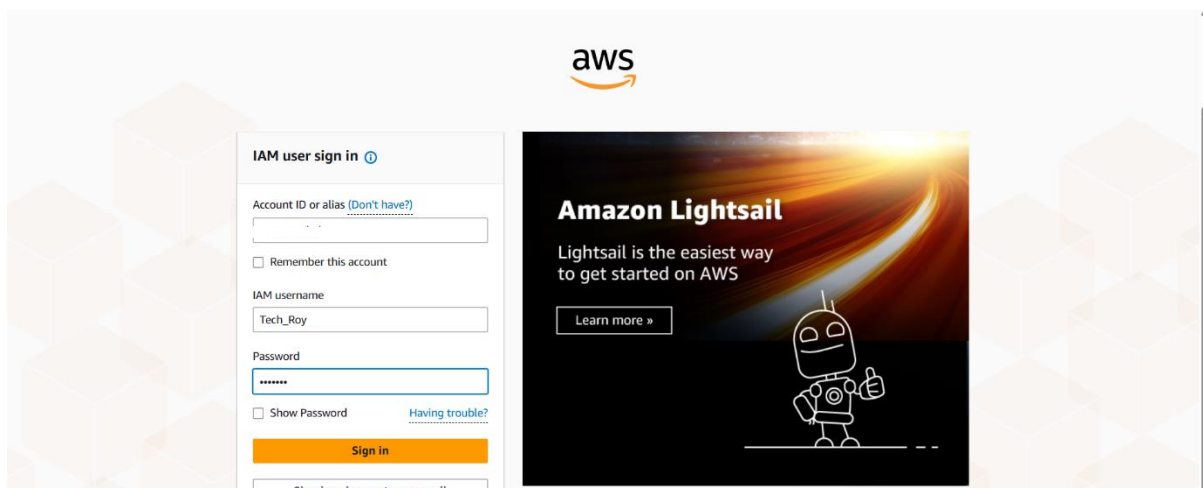 aws
IAM user sign in
Account ID or alias (Don't have?)
Remember this account
IAM username
Tech_Roy
Password
•••••••
Show Password
Having trouble?
Sign in
Amazon Lightsail
Lightsail is the easiest way
to get started on AWS
Learn more »